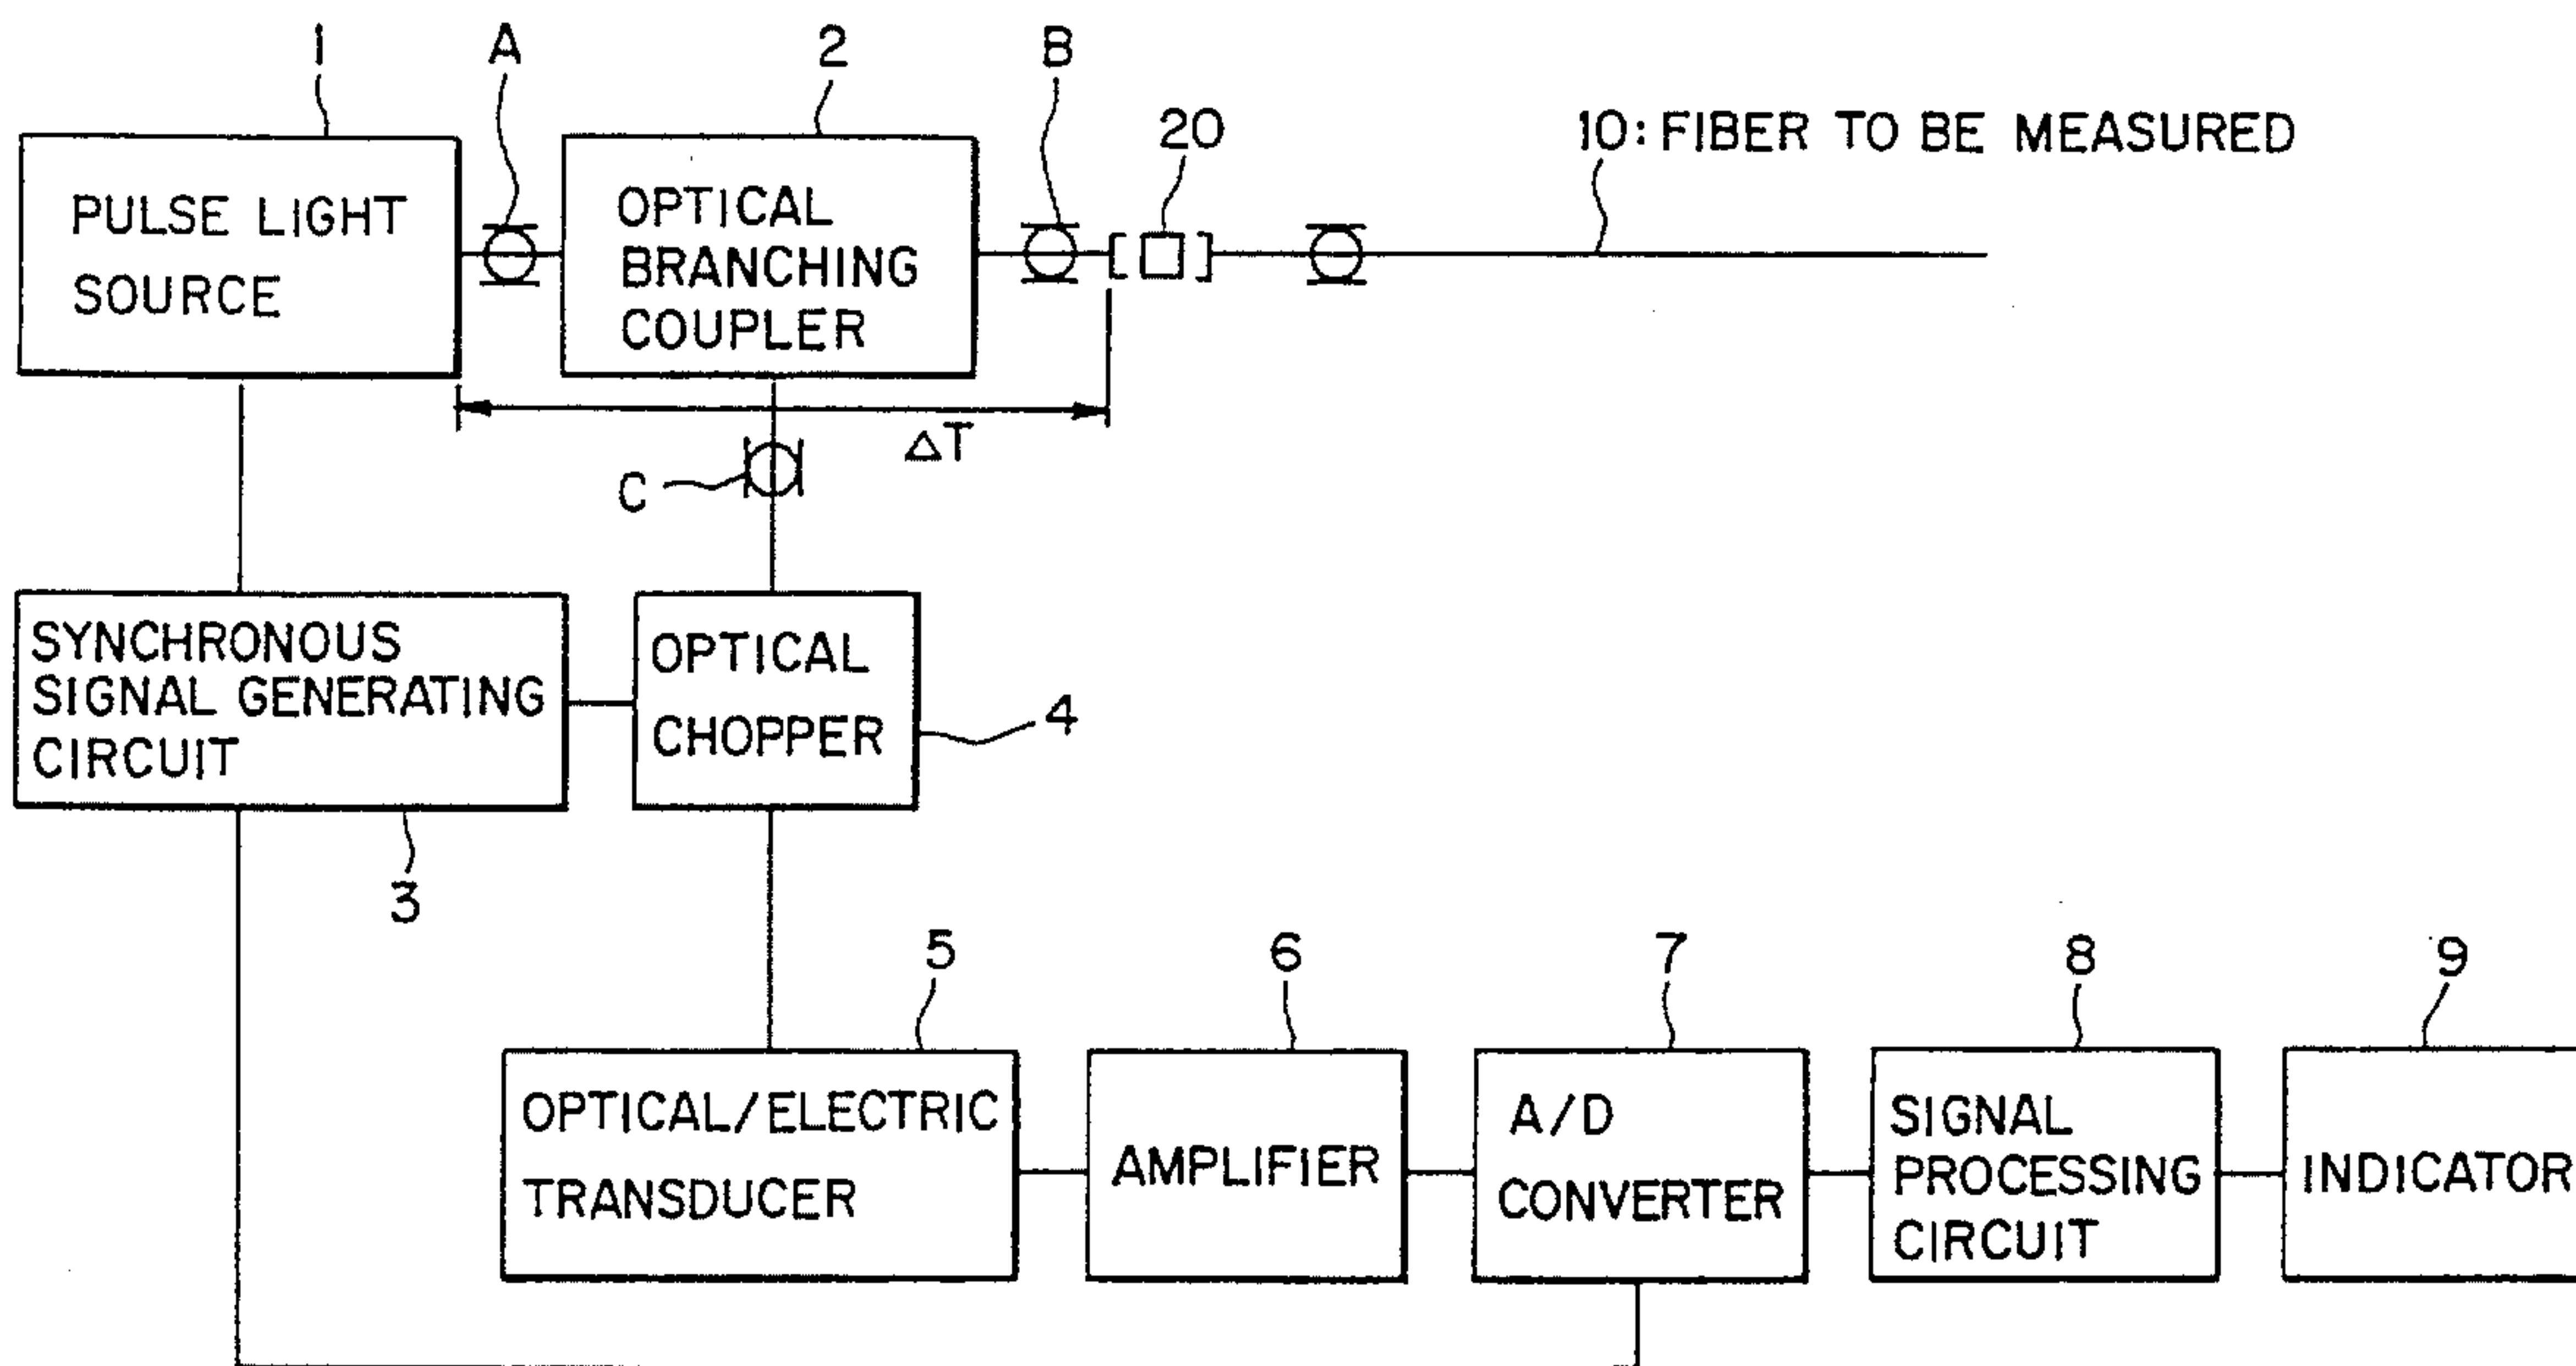 1
A
2
B
20
10: FIBER TO BE MEASURED
PULSE LIGHT
SOURCE
OPTICAL
BRANCHING
COUPLER
ΔT
C
SYNCHRONOUS
SIGNAL GENERATING
CIRCUIT
OPTICAL
CHOPPER
4
3
5
6
7
8
9
OPTICAL/ELECTRIC
TRANSDUCER
AMPLIFIER
A/D
CONVERTER
SIGNAL
PROCESSING
CIRCUIT
INDICATOR